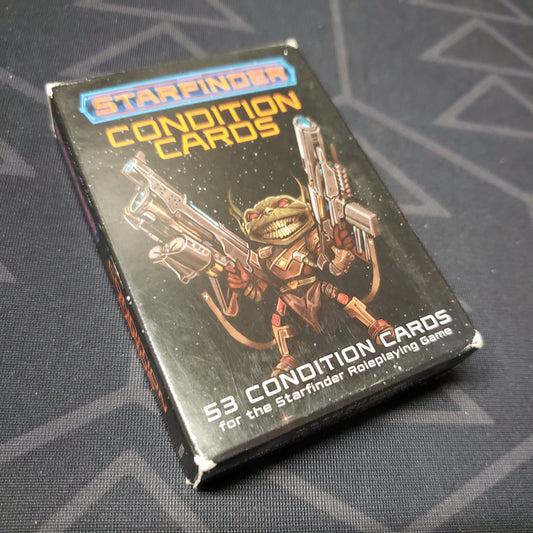 STARFINDER
CONDITION
CARDS
53 CONDITION CARDS
for the Starfinder Roleplaying Game